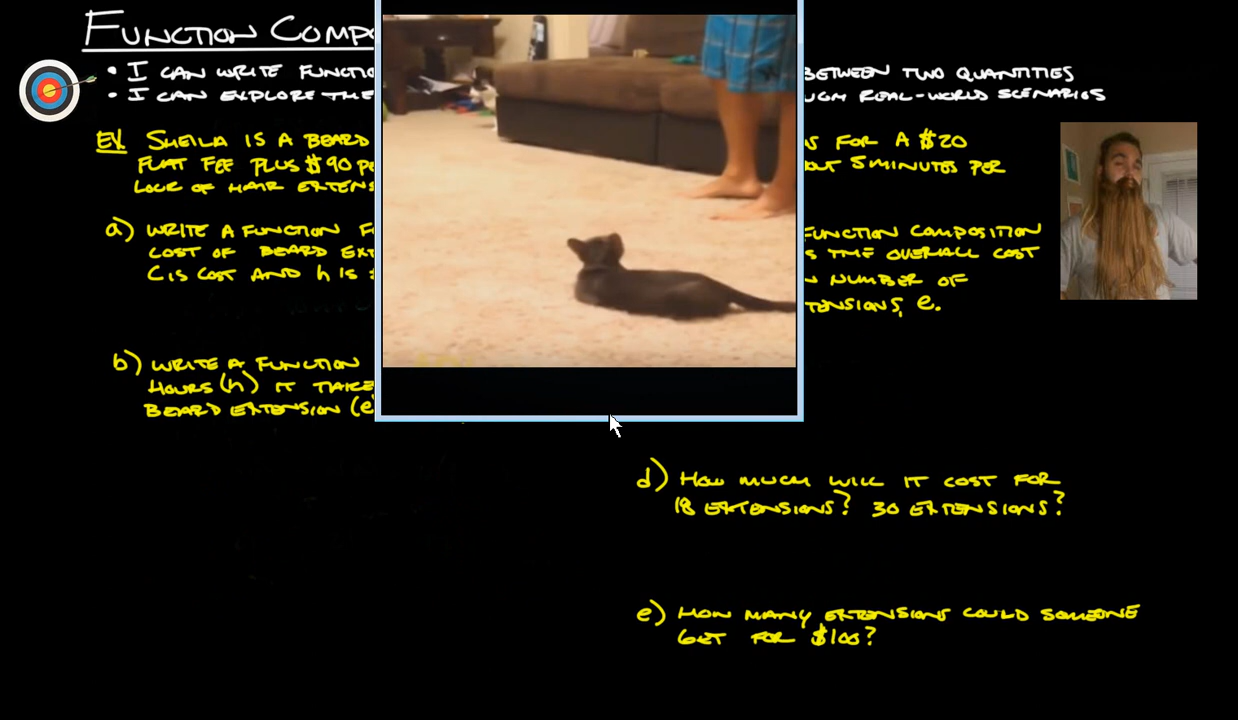 FUNCTION COMPO
• I CAN WRITE FUNCTIO
BETWEEN TWO QUANTITIES
• I CAN EXPLORE THE
UGH REAL-WORLD SCENARIOS
EX SHEILA IS A BEARD
S FOR A $20
FLAT FEE PLUS $90 PE
OUT 5 MINUTES PER
LOCK OF HAIR EXTENS
a) WRITE A FUNCTION F
COST OF BEARD EXT
C IS COST AND h IS
b) WRITE A FUNCTION
HOURS (h) IT TAKE
BEARD EXTENSION (e
FUNCTION COMPOSITION
S THE OVERALL COST
N NUMBER OF
TENSIONS, e.
d) HOW MUCH WILL IT COST FOR
18 EXTENSIONS? 30 EXTENSIONS?
e) HOW MANY EXTENSIONS COULD SOMEONE
GET FOR $100?